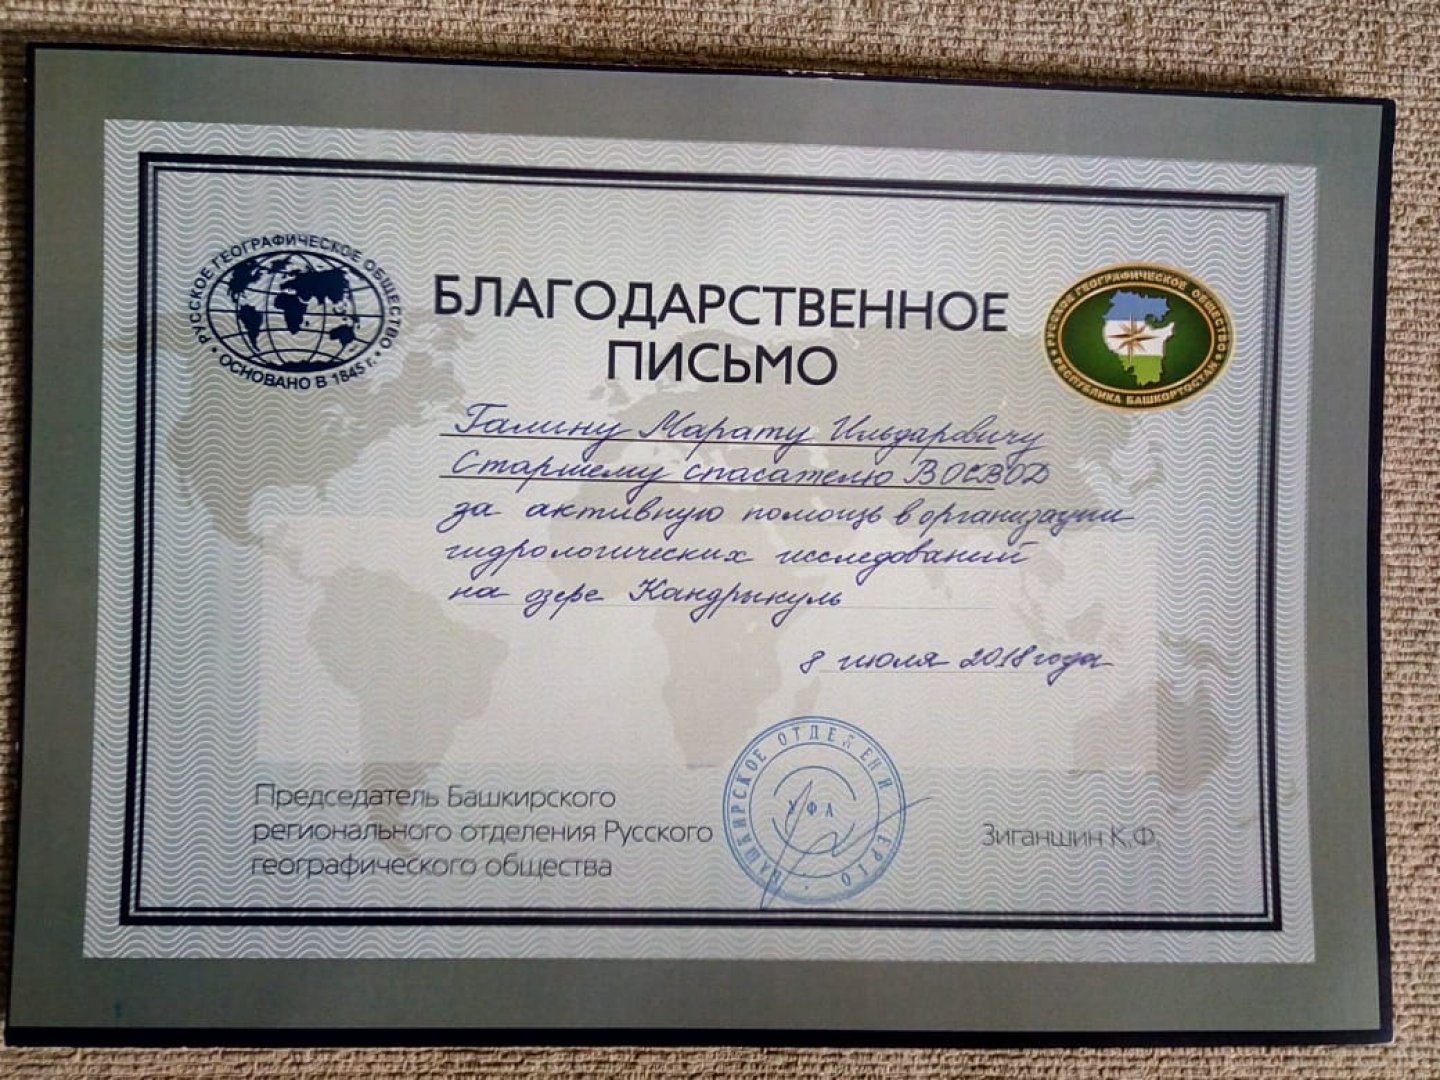 РУССКОЕ ГЕОГРАФИЧЕСКОЕ ОБЩЕСТВО
ОСНОВАНО В 1845 г.
БЛАГОДАРСТВЕННОЕ
ПИСЬМО
РУССКОЕ ГЕОГРАФИЧЕСКОЕ ОБЩЕСТВО
РЕСПУБЛИКА БАШКОРТОСТАН
Галину Марату Ильдаровичу
Старшему спасателю ВОСВОД
за активную помощь в организации
гидрологических исследований
на озере Кандрыкуль
8 июля 2018 года
Председатель Башкирского
регионального отделения Русского
географического общества
БАШКИРСКОЕ ОТДЕЛЕНИ
УФА
Зиганшин К.Ф.